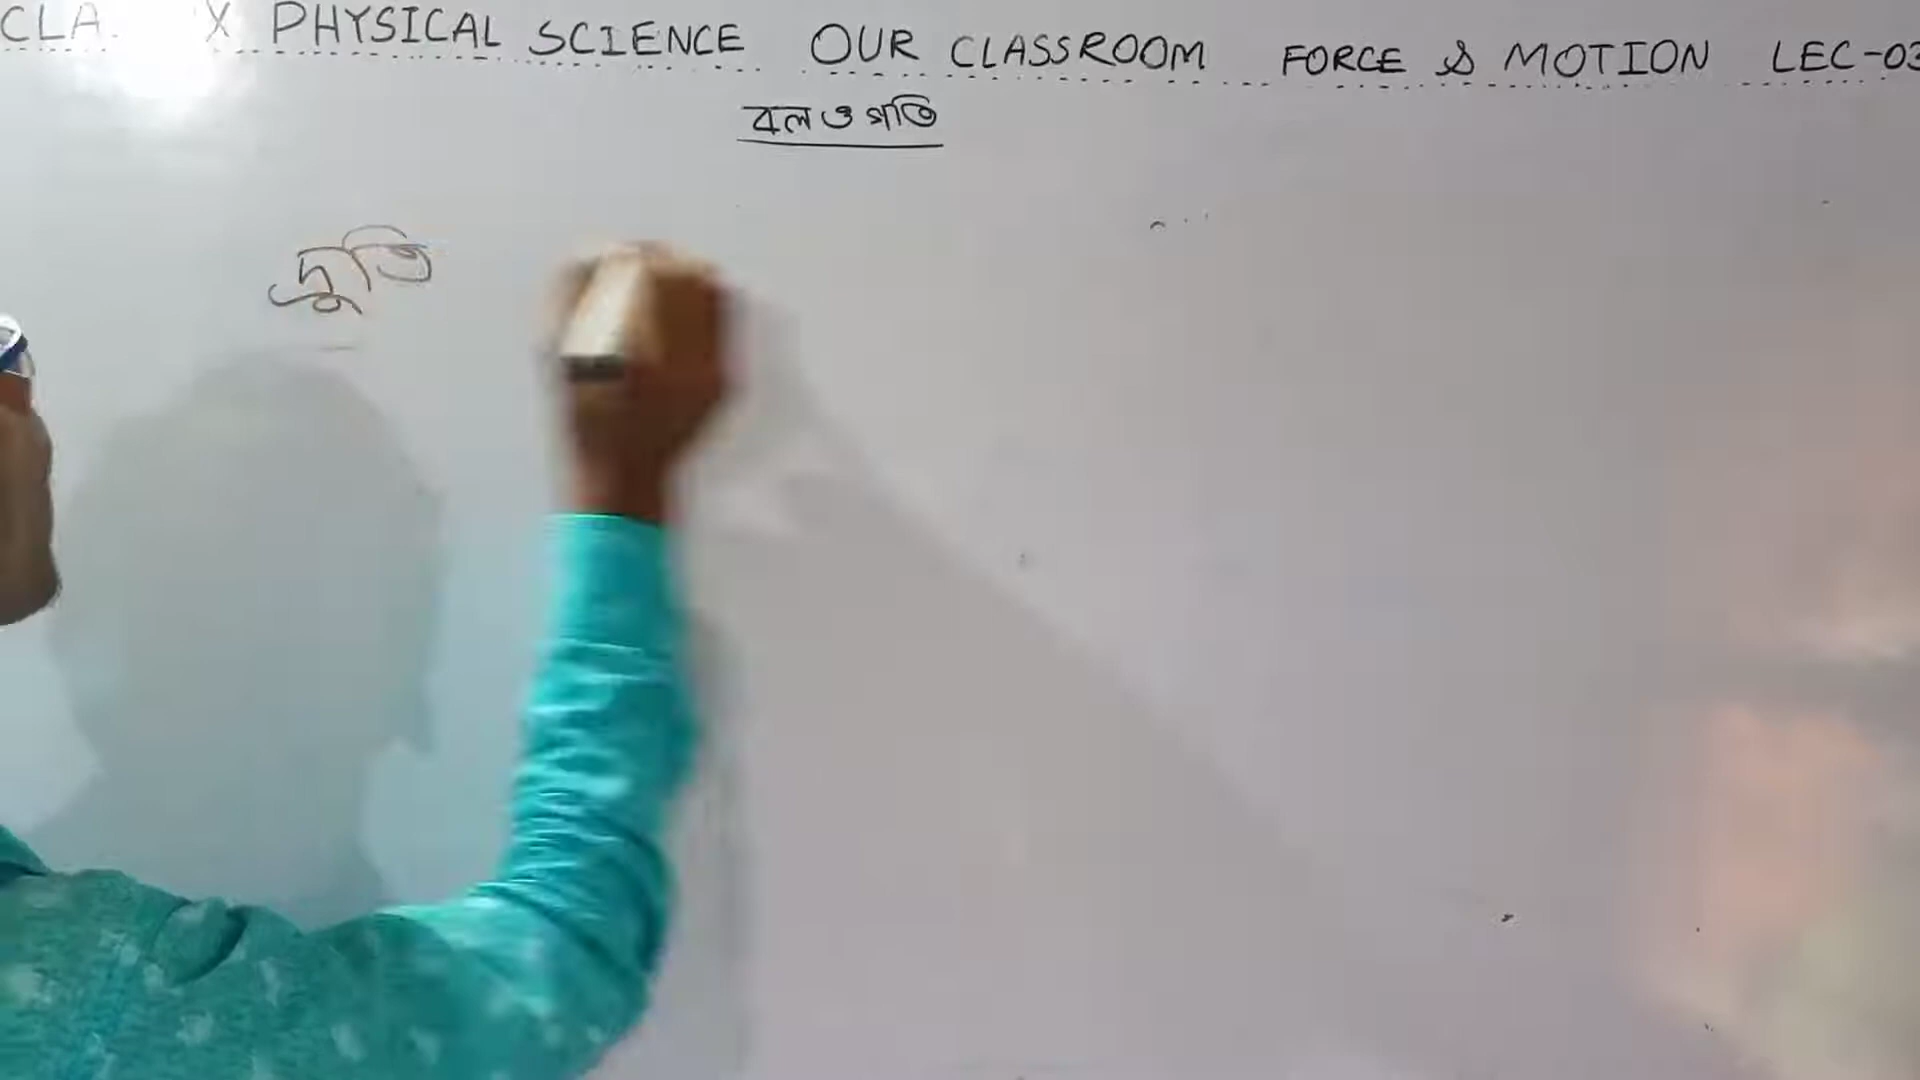 CLA X PHYSICAL SCIENCE OUR CLASSROOM FORCE & MOTION LEC-03
বল ও গতি
দ্রুতি